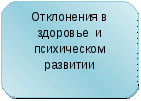 Отклонения в
здоровье и
психическом
развитии